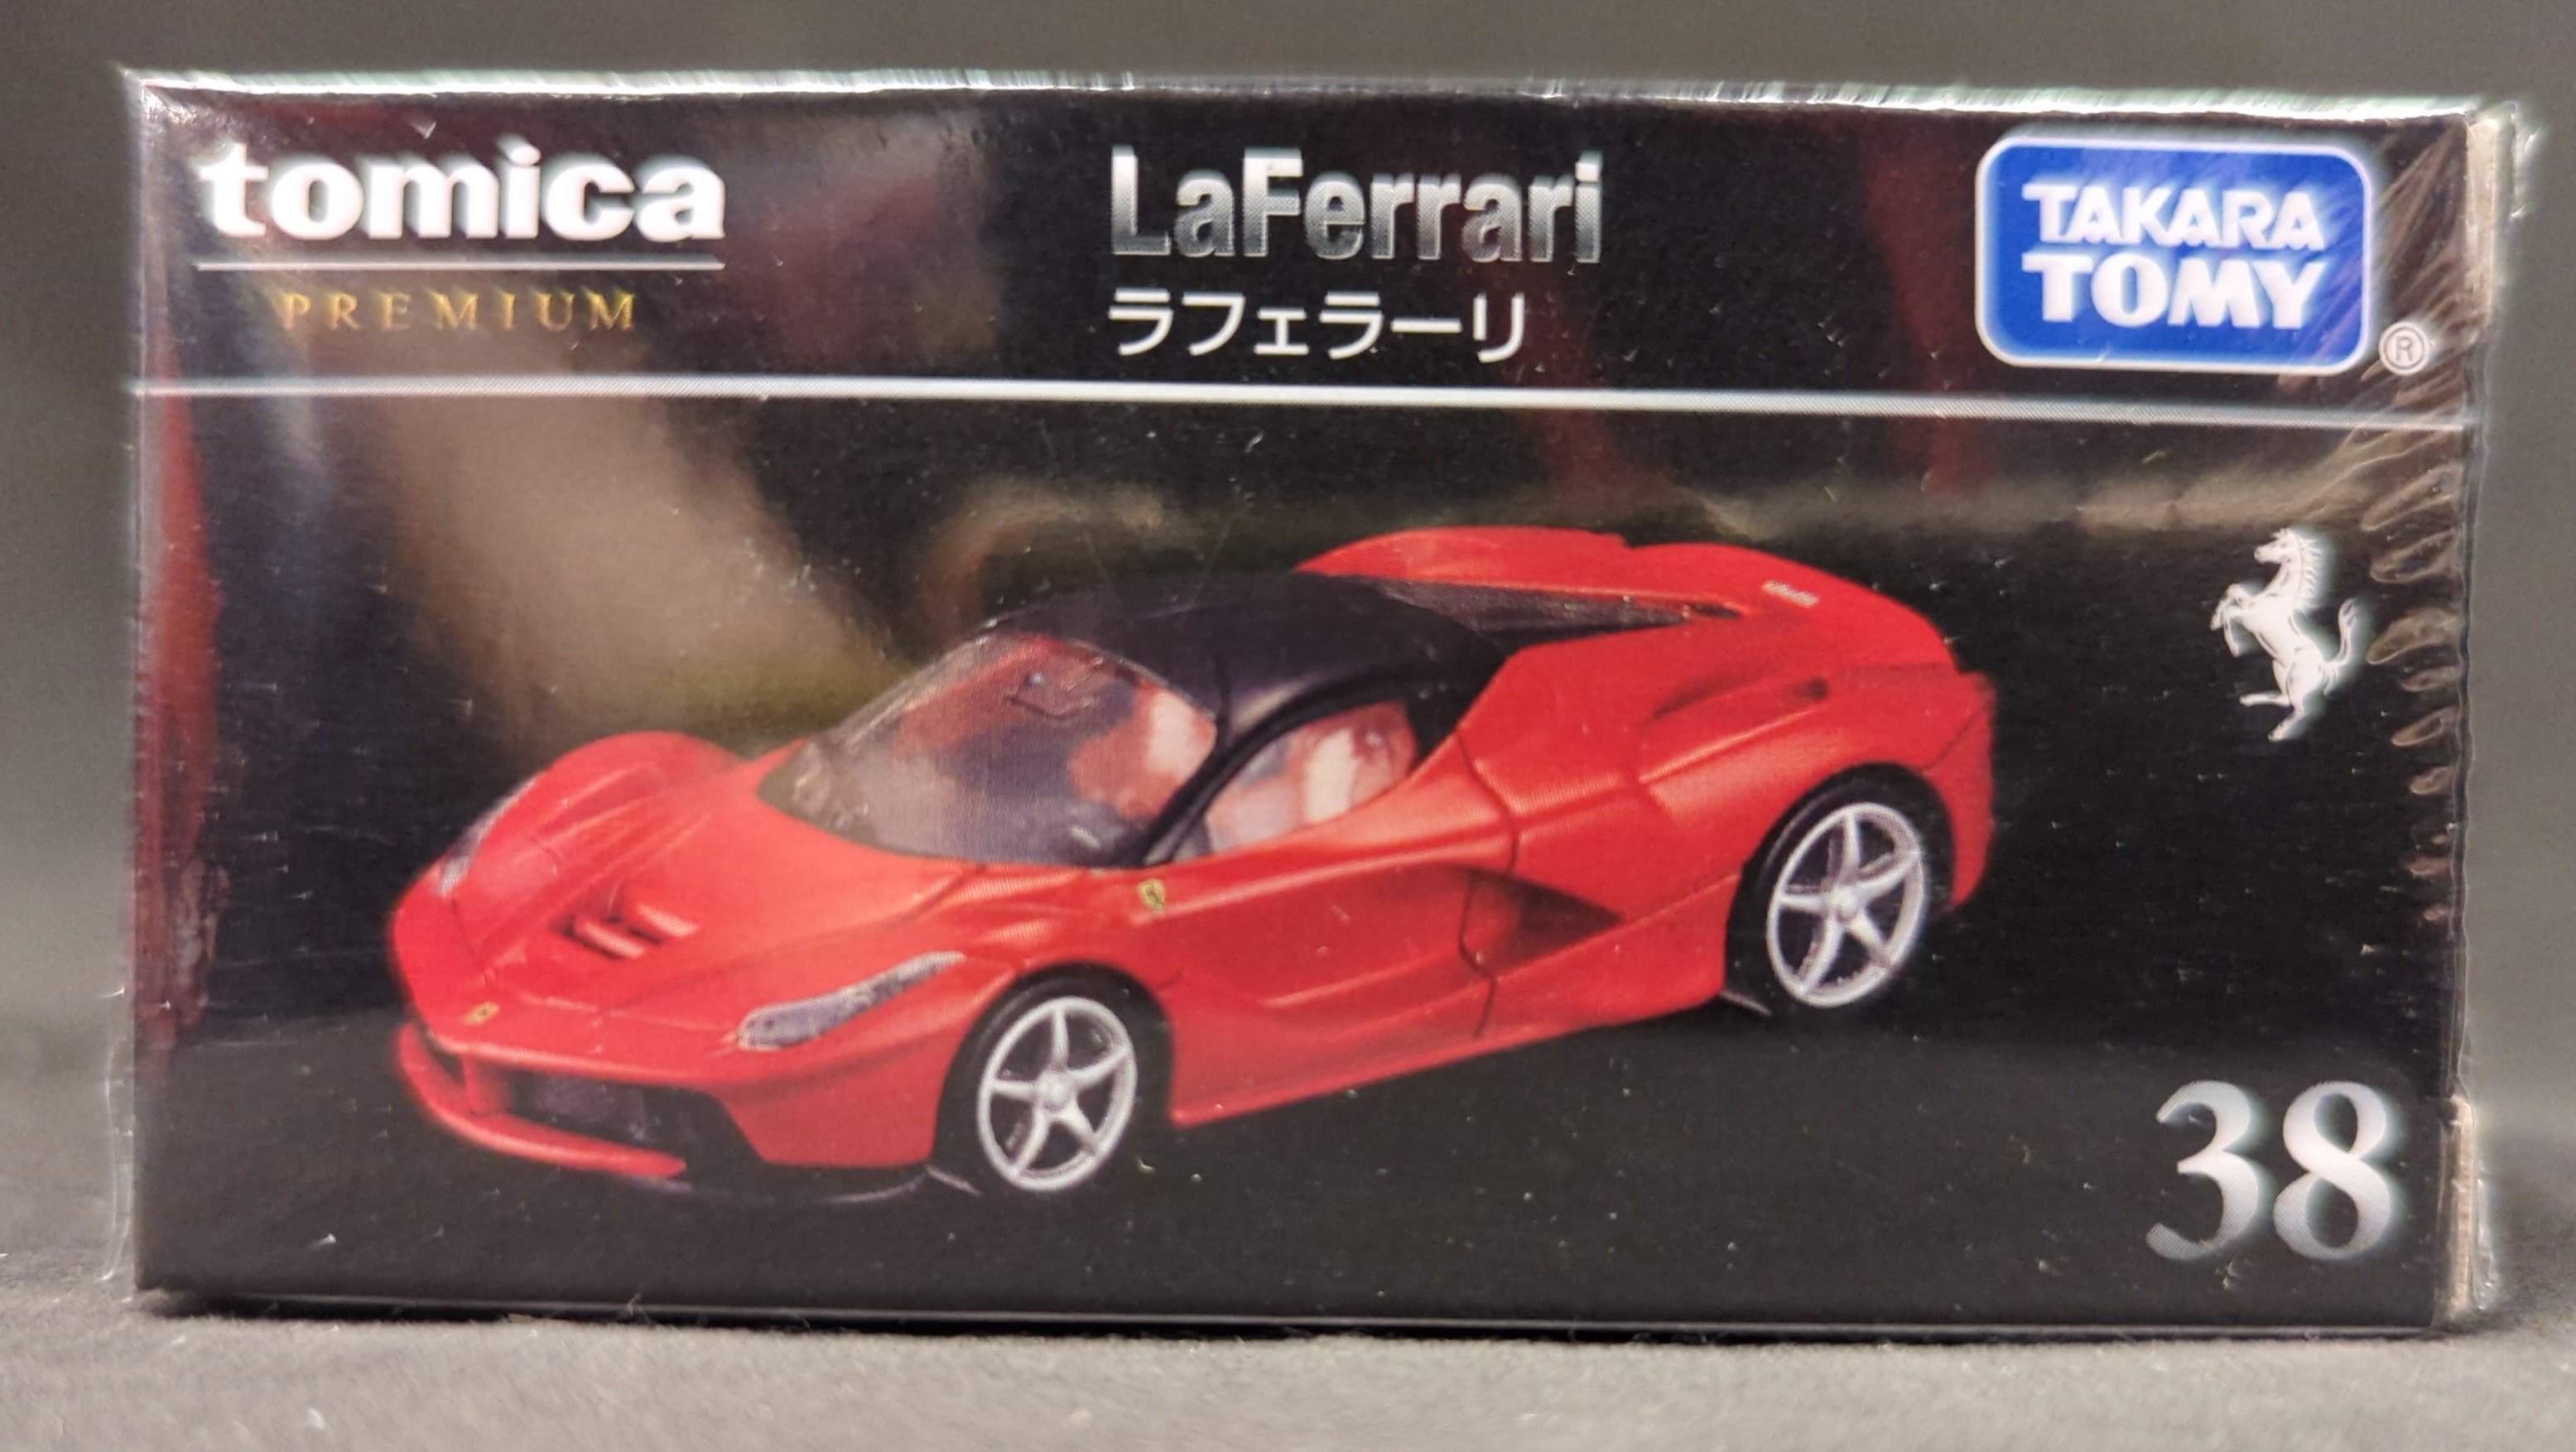 tomica
PREMIUM
LaFerrari
ラフェラーリ
TAKARA
TOMY
®
38